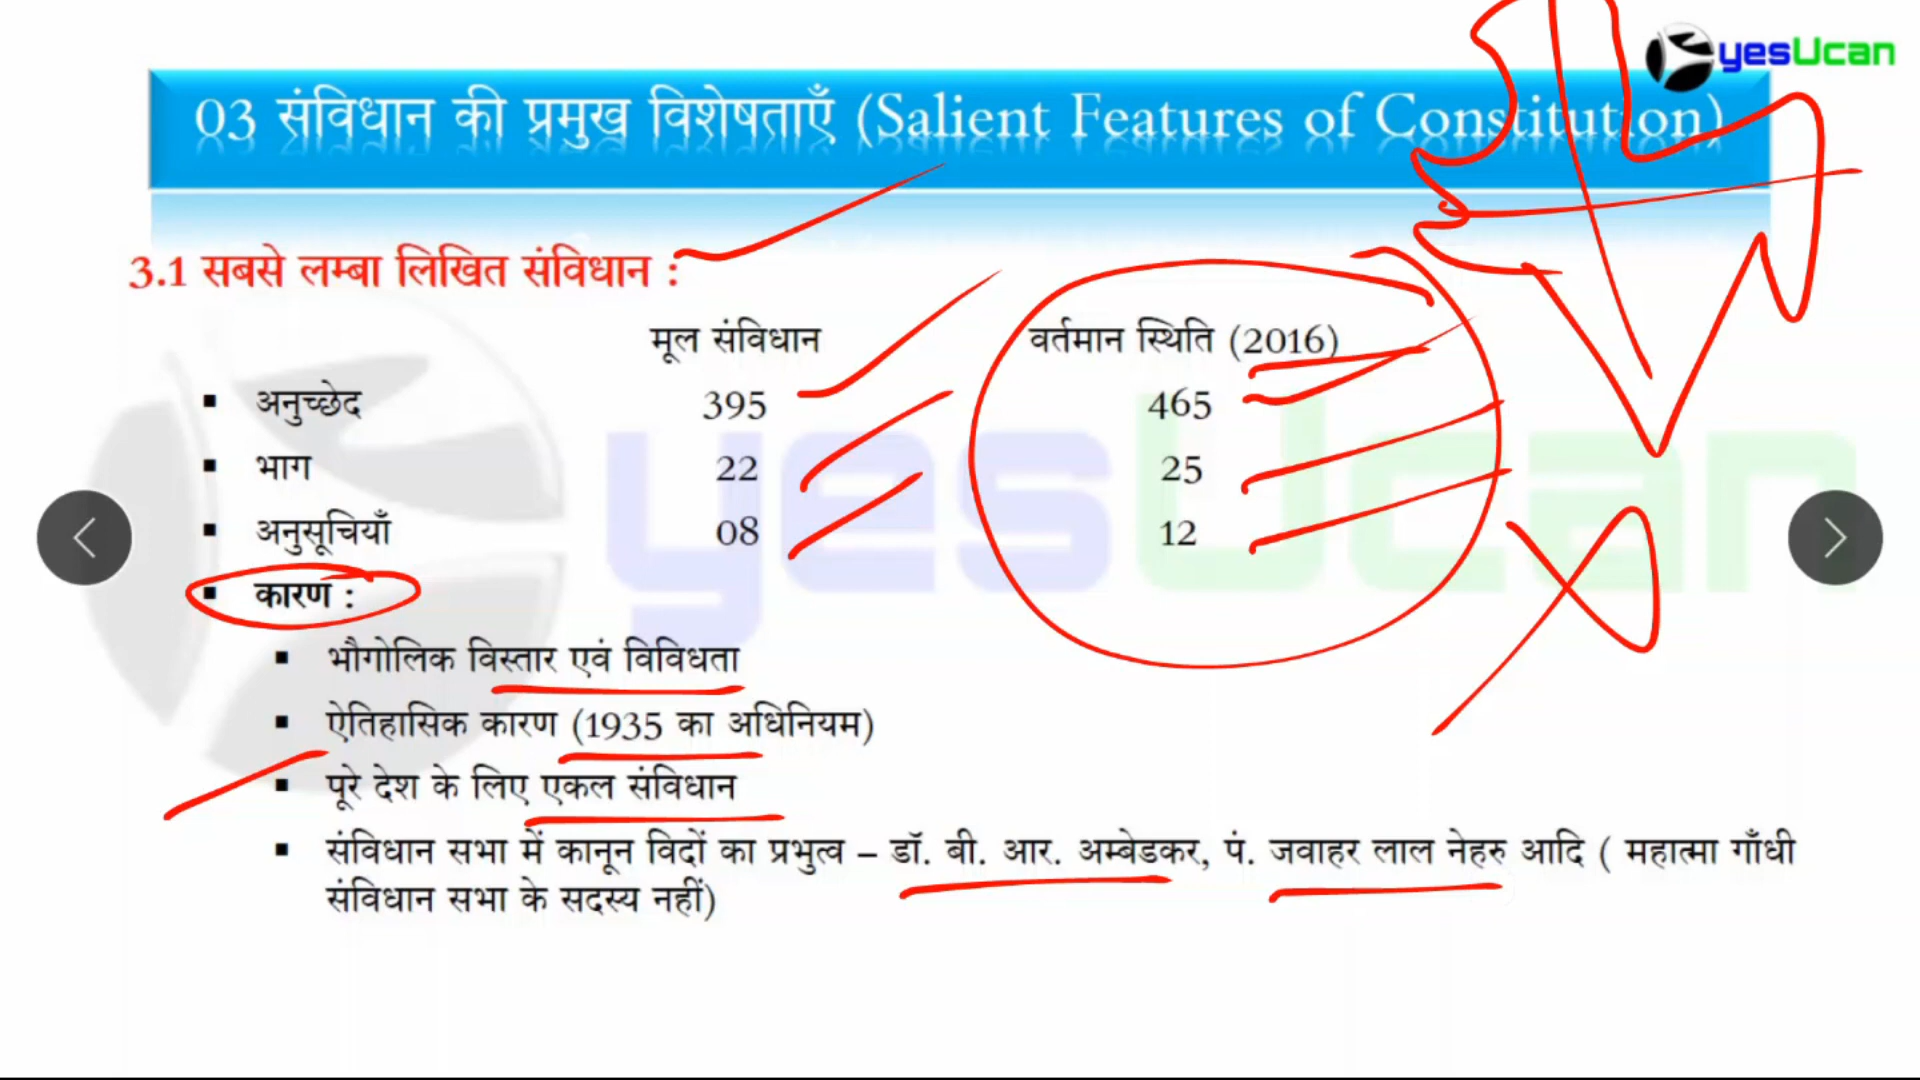 yesUcan
03 संविधान की प्रमुख विशेषताएँ (Salient Features of Constitution)
3.1 सबसे लम्बा लिखित संविधान :
मूल संविधान वर्तमान स्थिति (2016)
▪ अनुच्छेद 395 465
▪ भाग 22 25
▪ अनुसूचियाँ 08 12
▪ कारण :
▪ भौगोलिक विस्तार एवं विविधता
▪ ऐतिहासिक कारण (1935 का अधिनियम)
▪ पूरे देश के लिए एकल संविधान
▪ संविधान सभा में कानून विदों का प्रभुत्व – डॉ. बी. आर. अम्बेडकर, पं. जवाहर लाल नेहरु आदि ( महात्मा गाँधी
संविधान सभा के सदस्य नहीं)
yesUcan